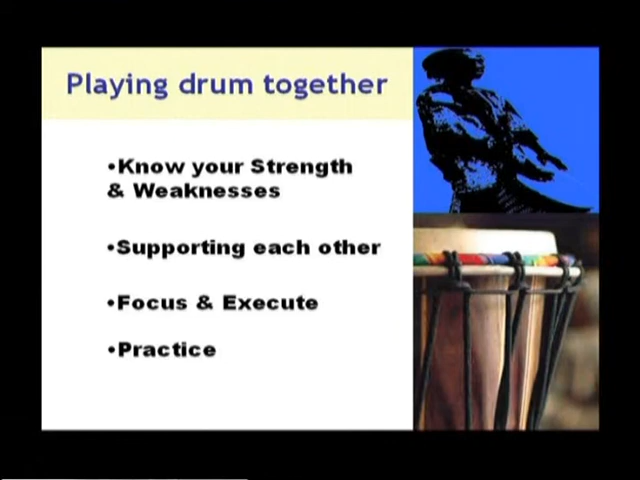 Playing drum together
•Know your Strength
& Weaknesses
•Supporting each other
•Focus & Execute
•Practice